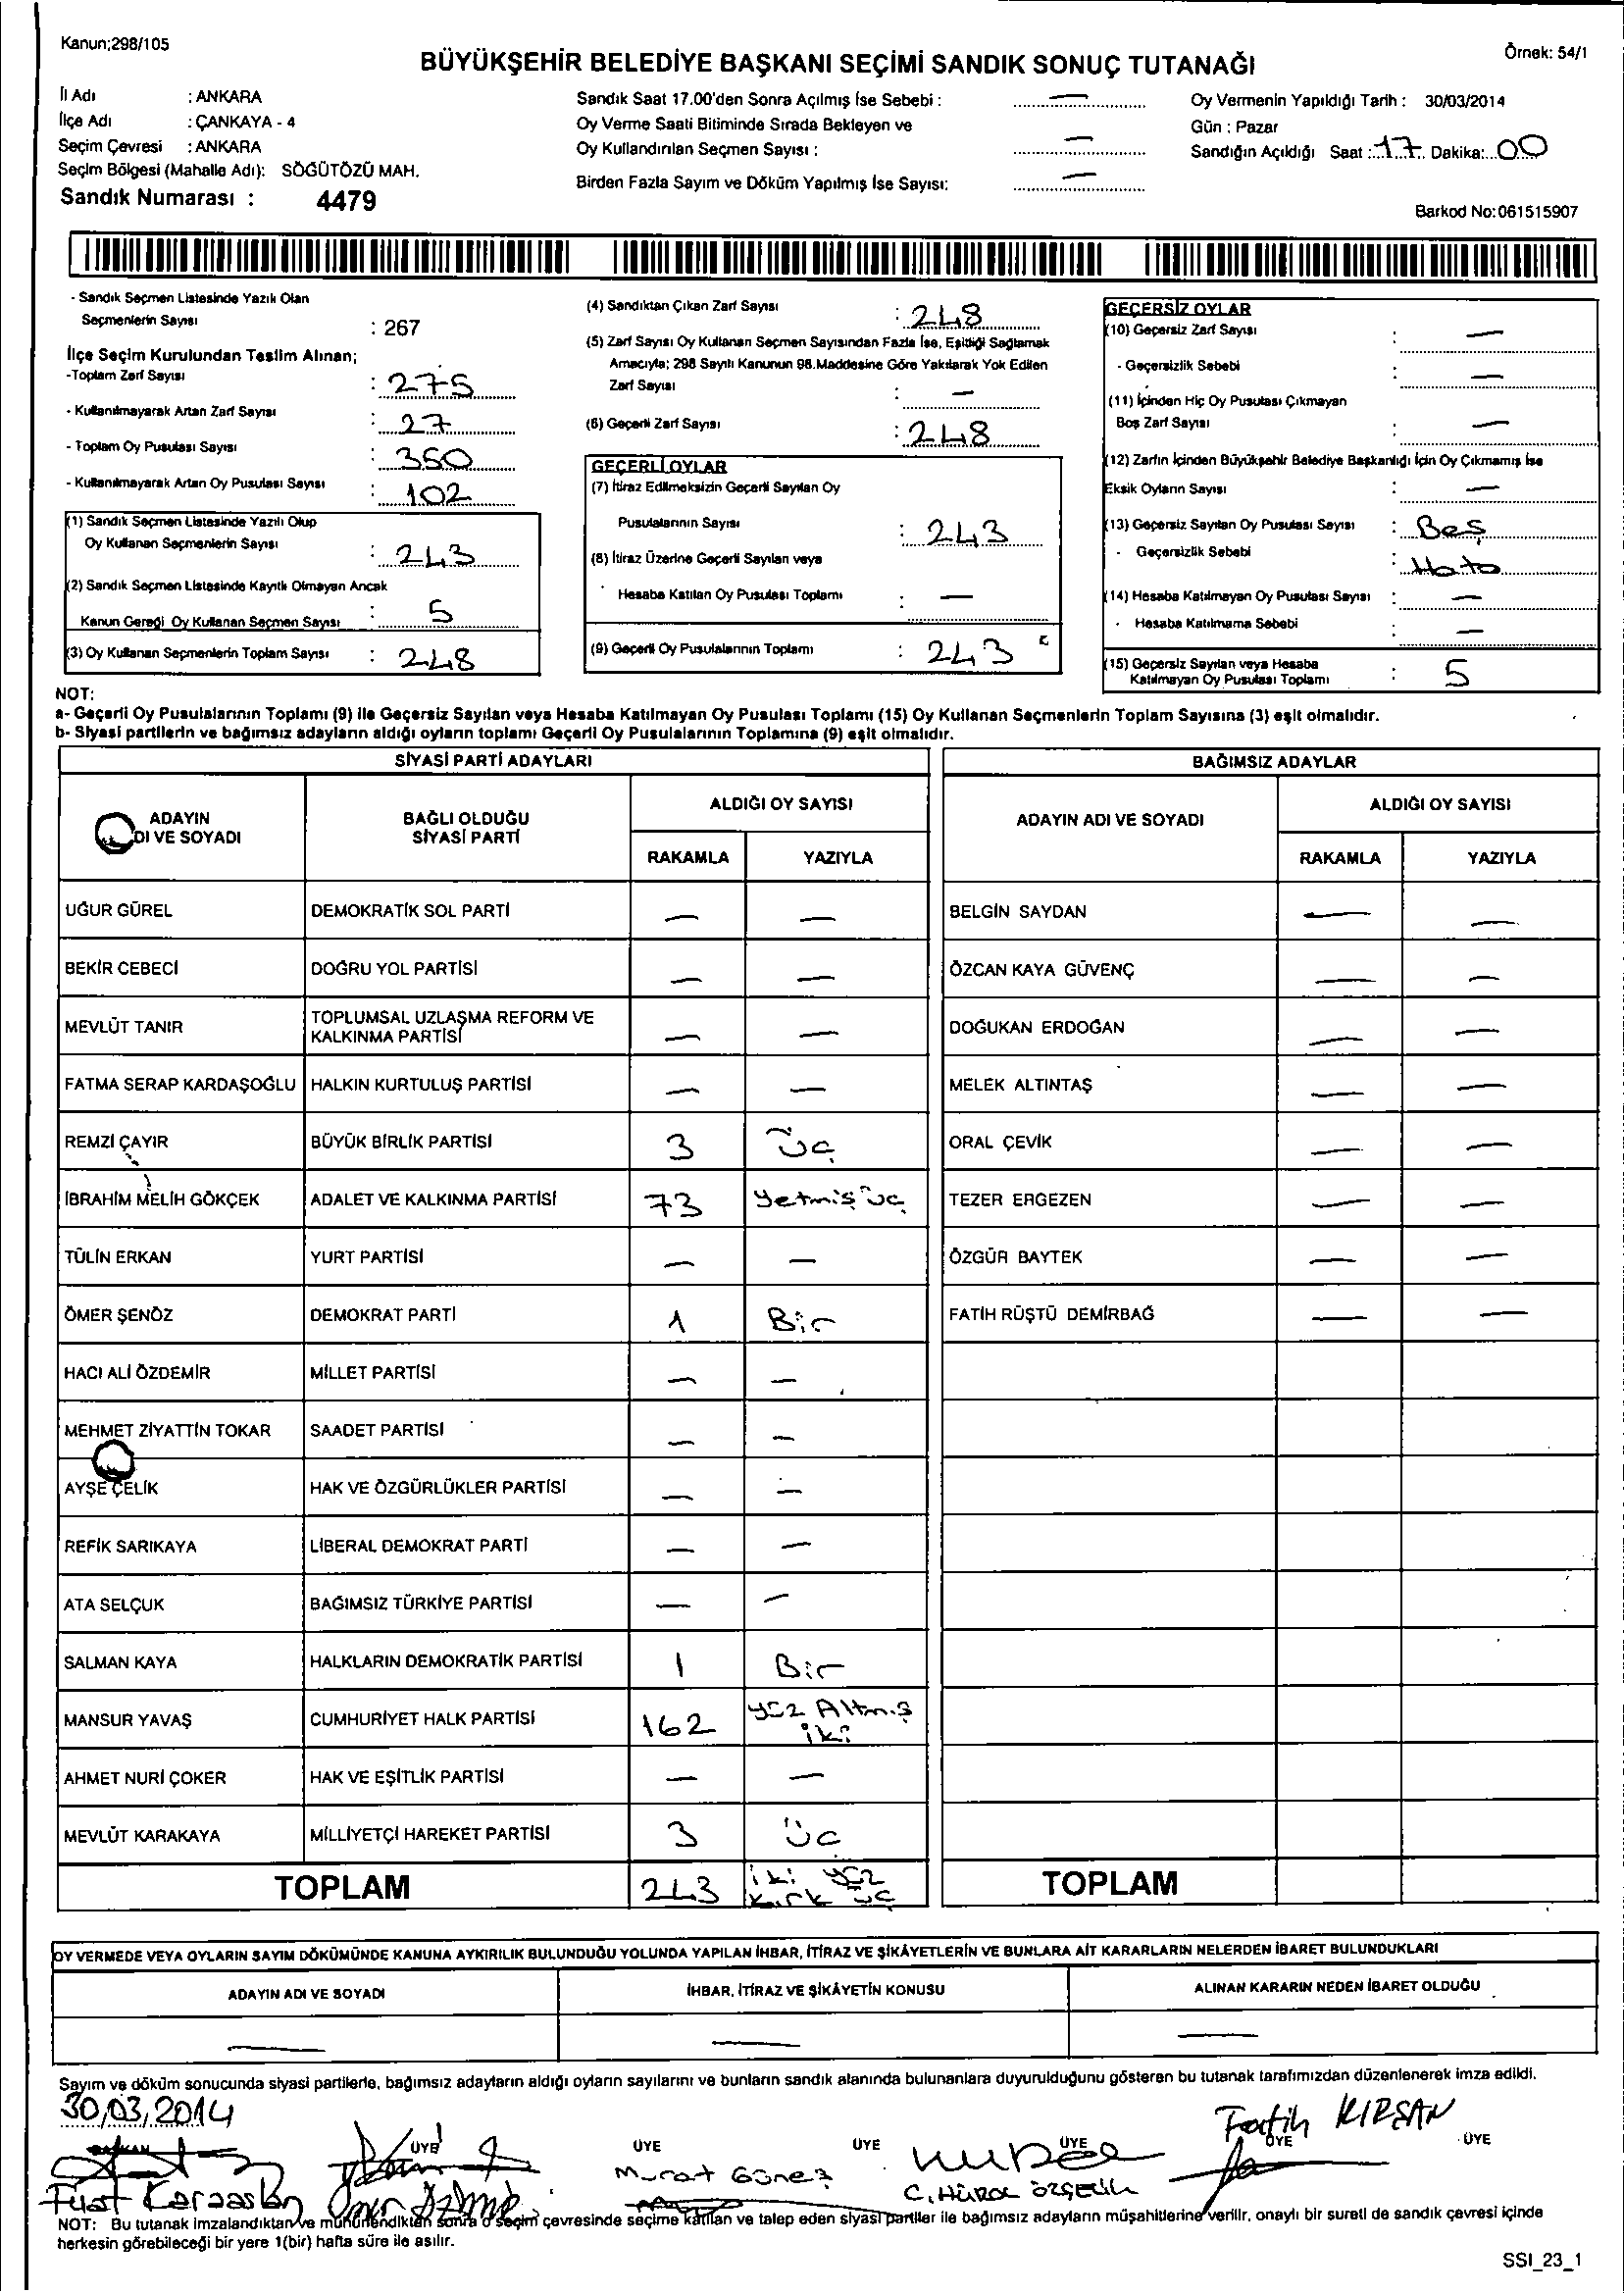 Kanun;298/105
Örnek: 54/1
BÜYÜKŞEHİR BELEDİYE BAŞKANI SEÇİMİ SANDIK SONUÇ TUTANAĞI
İl Adı : ANKARA
İlçe Adı : ÇANKAYA - 4
Seçim Çevresi : ANKARA
Seçim Bölgesi (Mahalle Adı): SÖĞÜTÖZÜ MAH.
Sandık Numarası : 4479
Sandık Saat 17.00'den Sonra Açılmış İse Sebebi : —
Oy Verme Saati Bitiminde Sırada Bekleyen ve
Oy Kullandırılan Seçmen Sayısı : —
Birden Fazla Sayım ve Döküm Yapılmış İse Sayısı: —
Oy Vermenin Yapıldığı Tarih : 30/03/2014
Gün : Pazar
Sandığın Açıldığı Saat : 17 Dakika: 00
Barkod No:061515907
- Sandık Seçmen Listesinde Yazılı Olan
Seçmenlerin Sayısı : 267
İlçe Seçim Kurulundan Teslim Alınan;
-Toplam Zarf Sayısı : 275
- Kullanılmayarak Artan Zarf Sayısı : 27
- Toplam Oy Pusulası Sayısı : 350
- Kullanılmayarak Artan Oy Pusulası Sayısı : 102
(1) Sandık Seçmen Listesinde Yazılı Olup
Oy Kullanan Seçmenlerin Sayısı : 243
(2) Sandık Seçmen Listesinde Kayıtlı Olmayan Ancak
Kanun Gereği Oy Kullanan Seçmen Sayısı : 5
(3) Oy Kullanan Seçmenlerin Toplam Sayısı : 248
(4) Sandıktan Çıkan Zarf Sayısı : 248
(5) Zarf Sayısı Oy Kullanan Seçmen Sayısından Fazla İse, Eşitliği Sağlamak
Amacıyla; 298 Sayılı Kanunun 98.Maddesine Göre Yakılarak Yok Edilen
Zarf Sayısı : —
(6) Geçerli Zarf Sayısı : 248
GEÇERLİ OYLAR
(7) İtiraz Edilmeksizin Geçerli Sayılan Oy
Pusulalarının Sayısı : 243
(8) İtiraz Üzerine Geçerli Sayılan veya
Hesaba Katılan Oy Pusulası Toplamı : —
(9) Geçerli Oy Pusulalarının Toplamı : 243
GEÇERSİZ OYLAR
(10) Geçersiz Zarf Sayısı : —
- Geçersizlik Sebebi : —
(11) İçinden Hiç Oy Pusulası Çıkmayan
Boş Zarf Sayısı : —
(12) Zarfın İçinden Büyükşehir Belediye Başkanlığı İçin Oy Çıkmamış İse
Eksik Oyların Sayısı : —
(13) Geçersiz Sayılan Oy Pusulası Sayısı : Beş
- Geçersizlik Sebebi : Hata
(14) Hesaba Katılmayan Oy Pusulası Sayısı : —
- Hesaba Katılmama Sebebi : —
(15) Geçersiz Sayılan veya Hesaba
Katılmayan Oy Pusulası Toplamı : 5
NOT:
a- Geçerli Oy Pusulalarının Toplamı (9) ile Geçersiz Sayılan veya Hesaba Katılmayan Oy Pusulası Toplamı (15) Oy Kullanan Seçmenlerin Toplam Sayısına (3) eşit olmalıdır.
b- Siyasi partilerin ve bağımsız adayların aldığı oyların toplamı Geçerli Oy Pusulalarının Toplamına (9) eşit olmalıdır.
SİYASİ PARTİ ADAYLARI
ADAYIN
DI VE SOYADI
BAĞLI OLDUĞU
SİYASİ PARTİ
ALDIĞI OY SAYISI
RAKAMLA YAZIYLA
UĞUR GÜREL DEMOKRATİK SOL PARTİ — —
BEKİR CEBECİ DOĞRU YOL PARTİSİ — —
MEVLÜT TANIR TOPLUMSAL UZLAŞMA REFORM VE
KALKINMA PARTİSİ — —
FATMA SERAP KARDAŞOĞLU HALKIN KURTULUŞ PARTİSİ — —
REMZİ ÇAYIR BÜYÜK BİRLİK PARTİSİ 3 Üç
İBRAHİM MELİH GÖKÇEK ADALET VE KALKINMA PARTİSİ 73 Yetmiş üç
TÜLİN ERKAN YURT PARTİSİ — —
ÖMER ŞENÖZ DEMOKRAT PARTİ 1 Bir
HACI ALİ ÖZDEMİR MİLLET PARTİSİ — —
MEHMET ZİYATTİN TOKAR SAADET PARTİSİ — —
AYŞE ÇELİK HAK VE ÖZGÜRLÜKLER PARTİSİ — —
REFİK SARIKAYA LİBERAL DEMOKRAT PARTİ — —
ATA SELÇUK BAĞIMSIZ TÜRKİYE PARTİSİ — —
SALMAN KAYA HALKLARIN DEMOKRATİK PARTİSİ 1 Bir
MANSUR YAVAŞ CUMHURİYET HALK PARTİSİ 162 Yüz Altmış
iki
AHMET NURİ ÇOKER HAK VE EŞİTLİK PARTİSİ — —
MEVLÜT KARAKAYA MİLLİYETÇİ HAREKET PARTİSİ 3 Üç
TOPLAM 243 iki yüz
kırk üç
BAĞIMSIZ ADAYLAR
ADAYIN ADI VE SOYADI
ALDIĞI OY SAYISI
RAKAMLA YAZIYLA
BELGİN SAYDAN — —
ÖZCAN KAYA GÜVENÇ — —
DOĞUKAN ERDOĞAN — —
MELEK ALTINTAŞ — —
ORAL ÇEVİK — —
TEZER ERGEZEN — —
ÖZGÜR BAYTEK — —
FATİH RÜŞTÜ DEMİRBAĞ — —
TOPLAM
OY VERMEDE VEYA OYLARIN SAYIM DÖKÜMÜNDE KANUNA AYKIRILIK BULUNDUĞU YOLUNDA YAPILAN İHBAR, İTİRAZ VE ŞİKÂYETLERİN VE BUNLARA AİT KARARLARIN NELERDEN İBARET BULUNDUKLARI
ADAYIN ADI VE SOYADI İHBAR, İTİRAZ VE ŞİKÂYETİN KONUSU ALINAN KARARIN NEDEN İBARET OLDUĞU
— — —
Sayım ve döküm sonucunda siyasi partilerle, bağımsız adayların aldığı oyların sayılarını ve bunların sandık alanında bulunanlara duyurulduğunu gösteren bu tutanak tarafımızdan düzenlenerek imza edildi.
30/03/2014
Fatih KIRSAN
BAŞKAN ÜYE ÜYE ÜYE ÜYE ÜYE ÜYE
Murat Güneş
Fuat Karaaslan
C. HÜROL ÖZÇELİK
NOT: Bu tutanak imzalandıktan ve mühürlendikten sonra o seçim çevresinde seçime katılan ve talep eden siyasi partiler ile bağımsız adayların müşahitlerine verilir, onaylı bir sureti de sandık çevresi içinde
herkesin görebileceği bir yere 1(bir) hafta süre ile asılır.
SSI_23_1